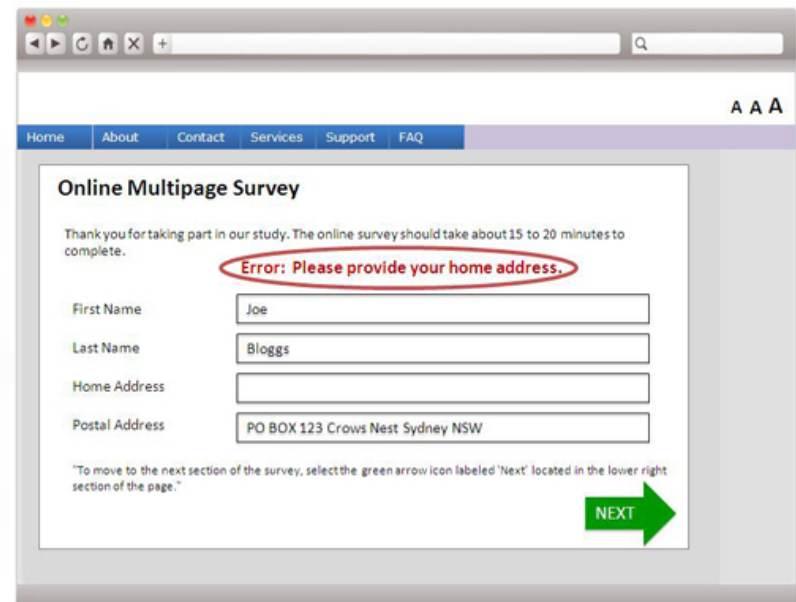 A A A
Home About Contact Services Support FAQ
Online Multipage Survey
Thank you for taking part in our study. The online survey should take about 15 to 20 minutes to
complete.
Error: Please provide your home address.
First Name Joe
Last Name Bloggs
Home Address
Postal Address PO BOX 123 Crows Nest Sydney NSW
"To move to the next section of the survey, select the green arrow icon labeled 'Next' located in the lower right
section of the page."
NEXT